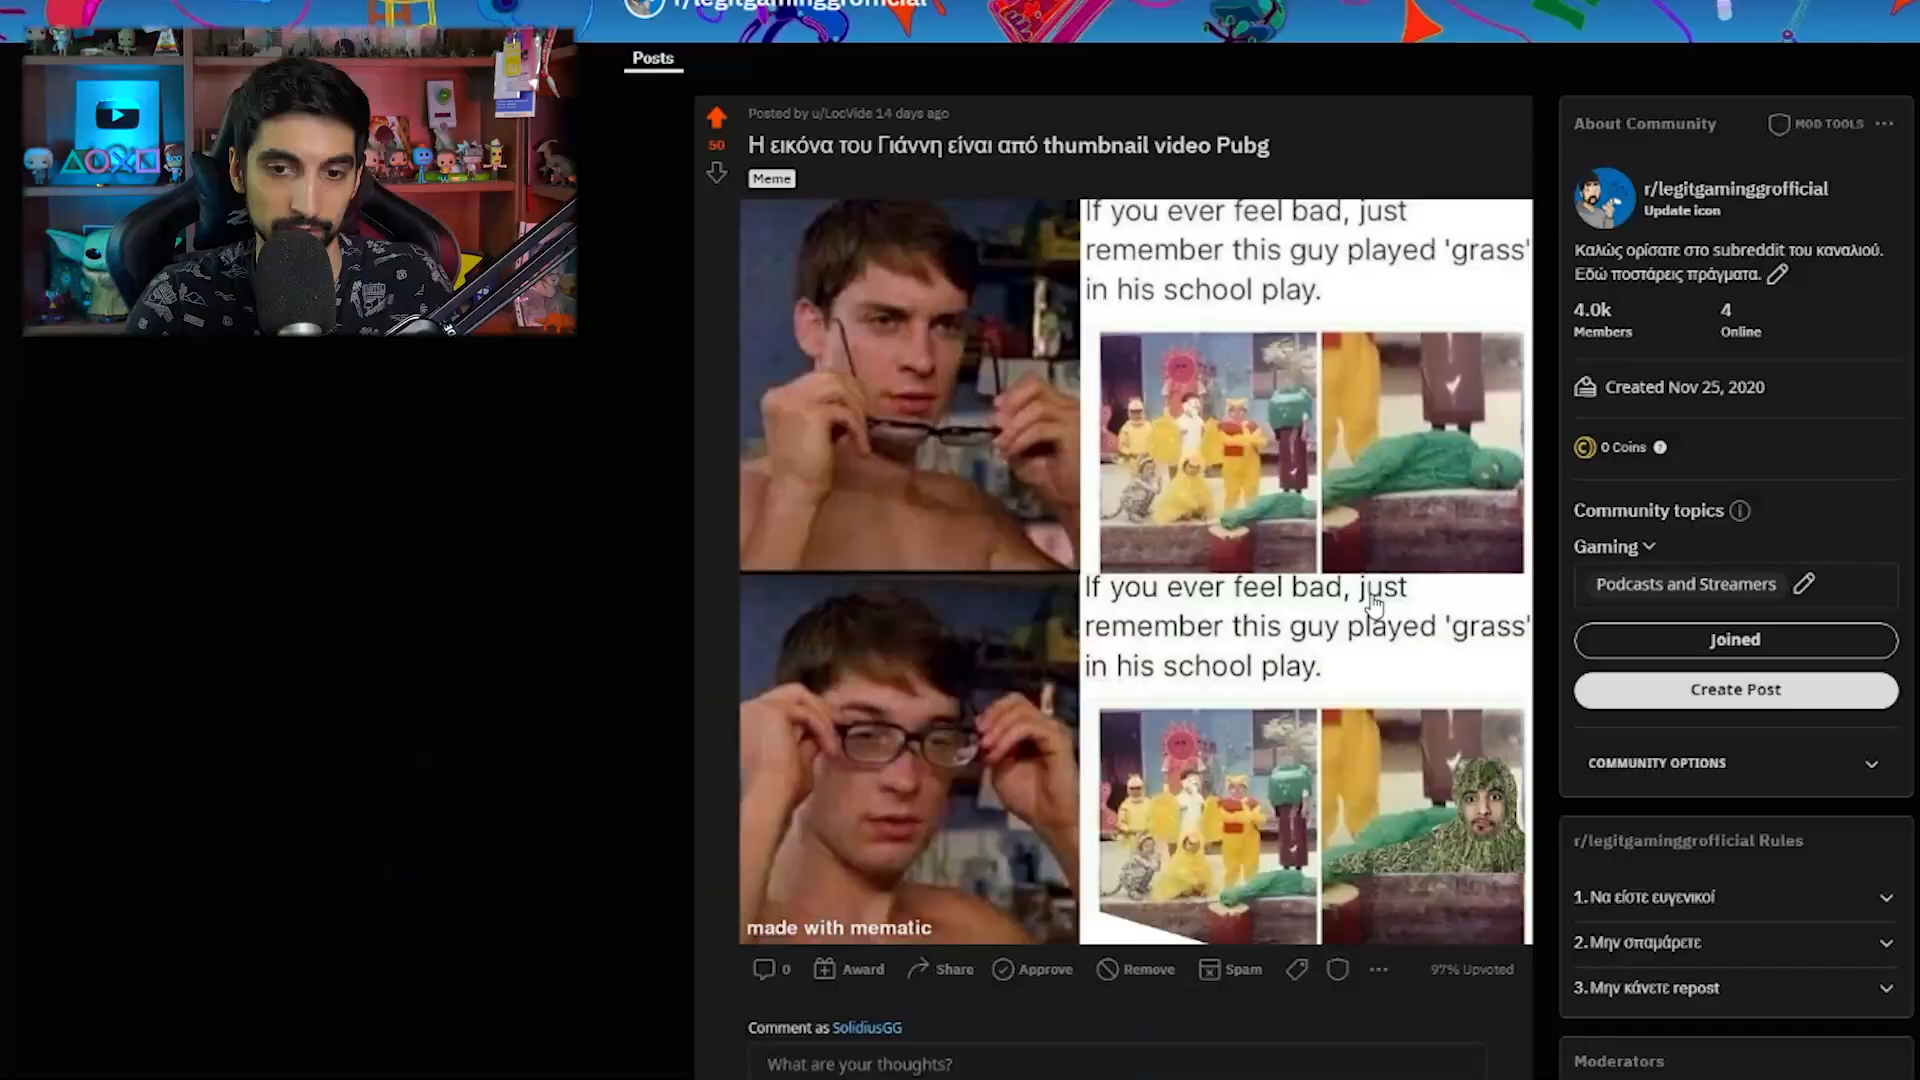 r/legitgaminggrofficial
Posts
Posted by u/LocVide 14 days ago
50
Η εικόνα του Γιάννη είναι από thumbnail video Pubg
Meme
If you ever feel bad, just
remember this guy played 'grass'
in his school play.
If you ever feel bad, just
remember this guy played 'grass'
in his school play.
made with mematic
0
Award
Share
Approve
Remove
Spam
97% Upvoted
Comment as SolidiusGG
What are your thoughts?
About Community
MOD TOOLS
r/legitgaminggrofficial
Update icon
Καλώς ορίσατε στο subreddit του καναλιού.
Εδώ ποστάρεις πράγματα.
4.0k
4
Members
Online
Created Nov 25, 2020
0 Coins
Community topics
Gaming
Podcasts and Streamers
Joined
Create Post
COMMUNITY OPTIONS
r/legitgaminggrofficial Rules
1. Να είστε ευγενικοί
2. Μην σπαμάρετε
3. Μην κάνετε repost
Moderators